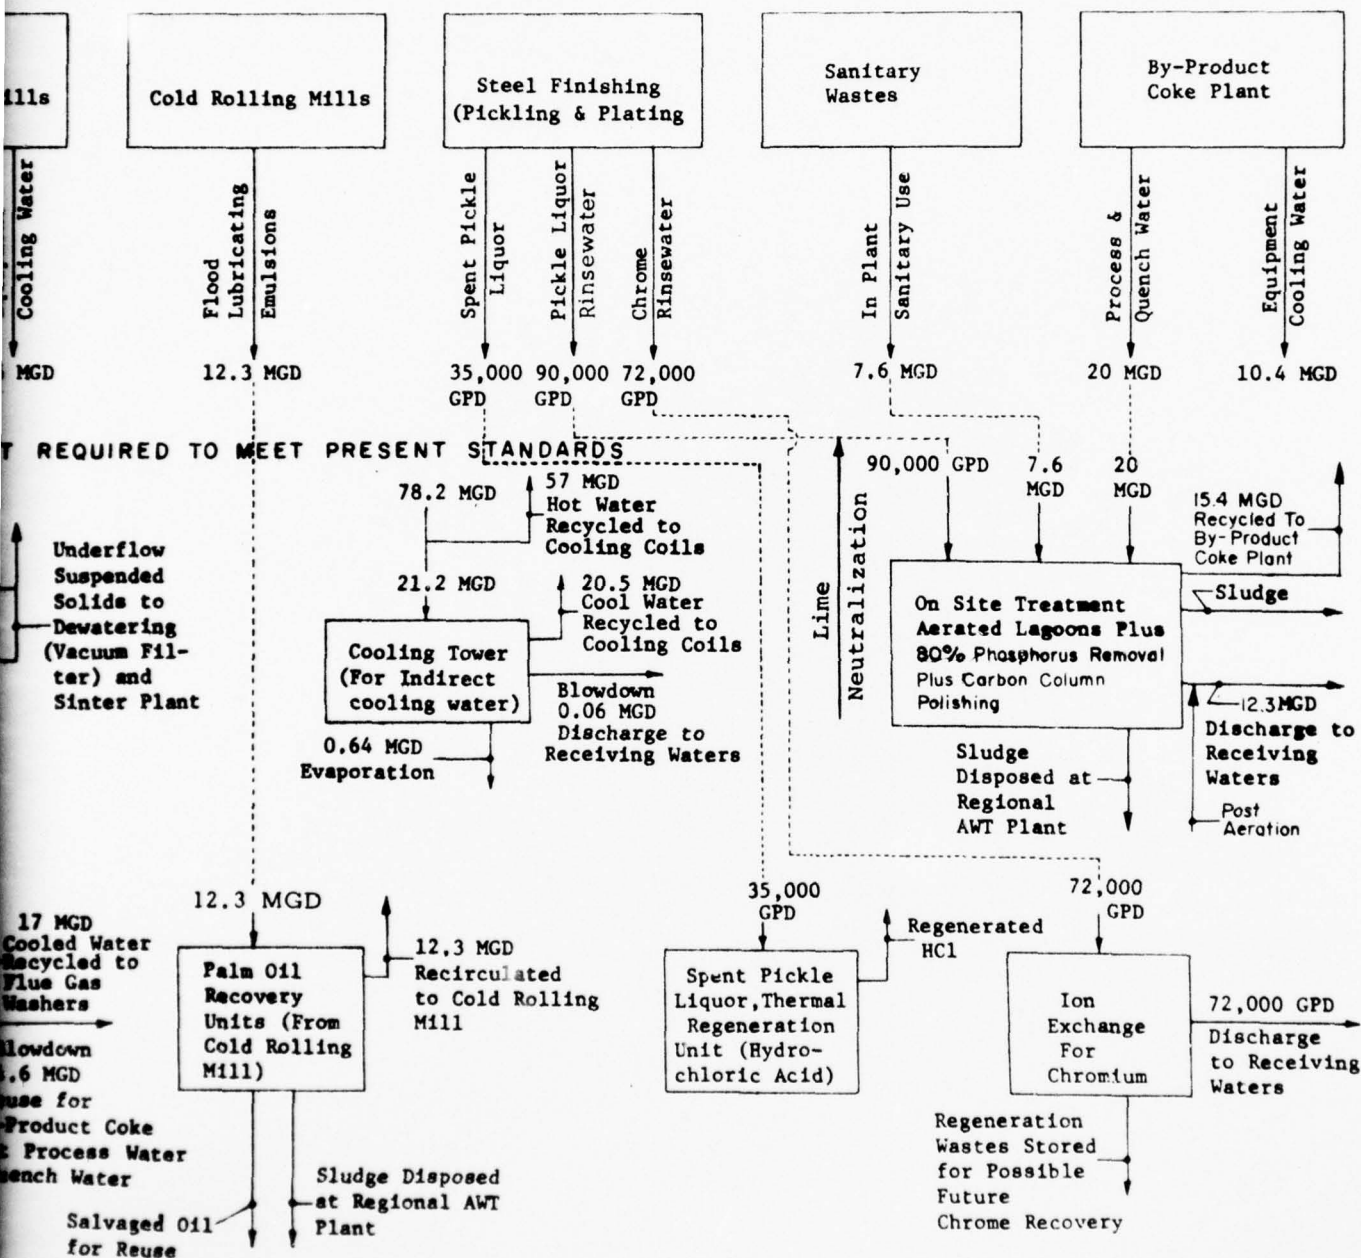 ills
Cold Rolling Mills
Steel Finishing
(Pickling & Plating
Sanitary
Wastes
By-Product
Coke Plant
Cooling Water
Flood
Lubricating
Emulsions
Spent Pickle
Liquor
Pickle Liquor
Rinsewater
Chrome
Rinsewater
In Plant
Sanitary Use
Process &
Quench Water
Equipment
Cooling Water
MGD
12.3 MGD
35,000
GPD
90,000
GPD
72,000
GPD
7.6 MGD
20 MGD
10.4 MGD
T REQUIRED TO MEET PRESENT STANDARDS
Underflow
Suspended
Solids to
Dewatering
(Vacuum Fil-
ter) and
Sinter Plant
78.2 MGD
57 MGD
Hot Water
Recycled to
Cooling Coils
21.2 MGD
20.5 MGD
Cool Water
Recycled to
Cooling Coils
Cooling Tower
(For Indirect
cooling water)
Blowdown
0.06 MGD
Discharge to
Receiving Waters
0.64 MGD
Evaporation
Lime
Neutralization
90,000 GPD
7.6
MGD
20
MGD
15.4 MGD
Recycled To
By-Product
Coke Plant
On Site Treatment
Aerated Lagoons Plus
80% Phosphorus Removal
Plus Carbon Column
Polishing
Sludge
12.3MGD
Discharge to
Receiving
Waters
Post
Aeration
Sludge
Disposed at
Regional
AWT Plant
17 MGD
Cooled Water
Recycled to
Flue Gas
Washers
lowdown
.6 MGD
euse for
-Product Coke
t Process Water
uench Water
12.3 MGD
Palm Oil
Recovery
Units (From
Cold Rolling
Mill)
12.3 MGD
Recirculated
to Cold Rolling
Mill
Salvaged Oil
for Reuse
Sludge Disposed
at Regional AWT
Plant
35,000
GPD
Spent Pickle
Liquor,Thermal
Regeneration
Unit (Hydro-
chloric Acid)
Regenerated
HCl
72,000
GPD
Ion
Exchange
For
Chromium
72,000 GPD
Discharge
to Receiving
Waters
Regeneration
Wastes Stored
for Possible
Future
Chrome Recovery